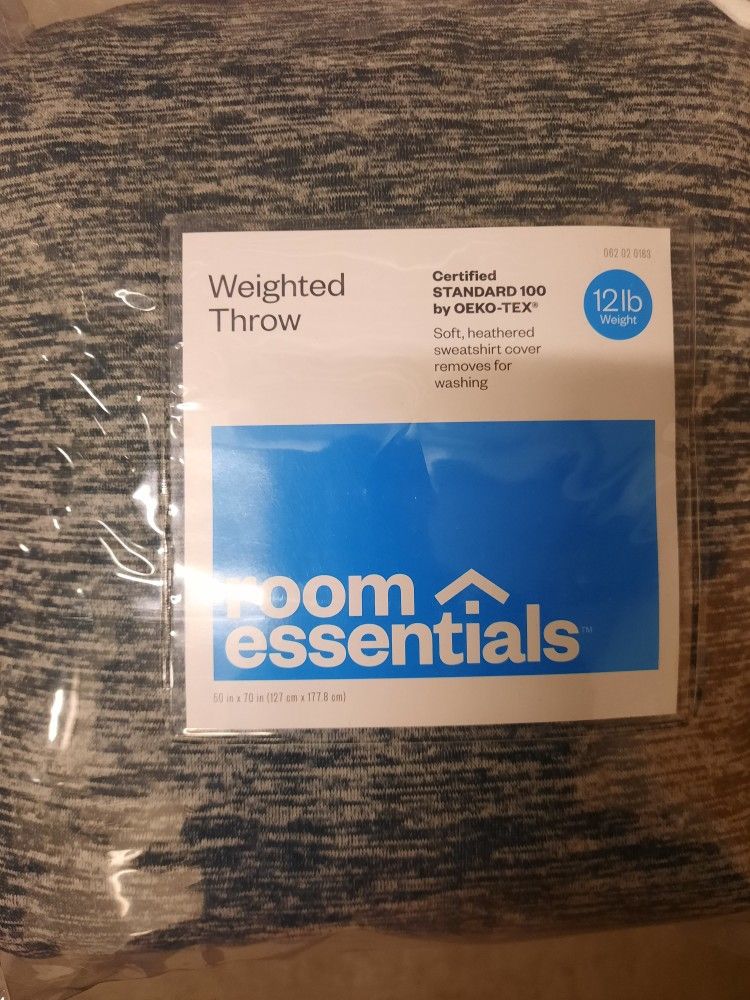 062 02 0183
Weighted
Throw
Certified
STANDARD 100
by OEKO-TEX®
Soft, heathered
sweatshirt cover
removes for
washing
12lb
Weight
room
essentials™
50 in x 70 in (127 cm x 177.8 cm)